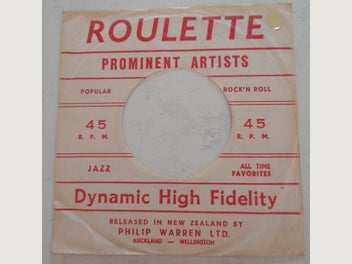 ROULETTE
PROMINENT ARTISTS
POPULAR
ROCK'N ROLL
45
R. P. M.
45
R. P. M.
JAZZ
ALL TIME
FAVORITES
Dynamic High Fidelity
RELEASED IN NEW ZEALAND BY
PHILIP WARREN LTD.
AUCKLAND — WELLINGTON